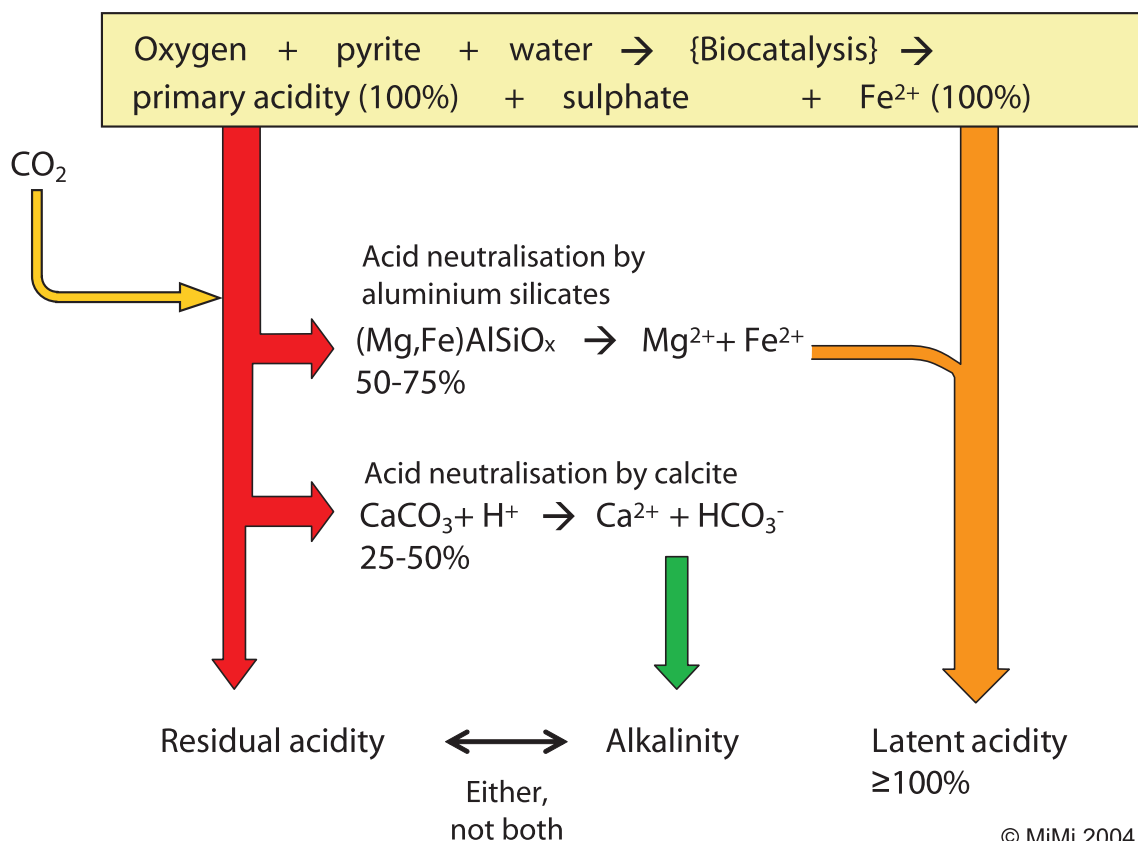 Oxygen + pyrite + water → {Biocatalysis} →
primary acidity (100%) + sulphate + Fe²⁺ (100%)
CO₂
Acid neutralisation by
aluminium silicates
(Mg,Fe)AlSiOₓ → Mg²⁺+ Fe²⁺
50-75%
Acid neutralisation by calcite
CaCO₃+ H⁺ → Ca²⁺ + HCO₃⁻
25-50%
Residual acidity ↔ Alkalinity
Latent acidity
≥100%
Either,
not both
© MiMi 2004